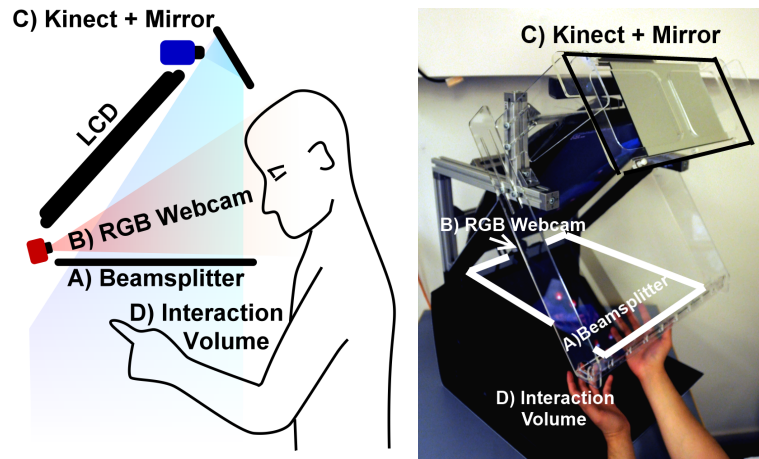 C) Kinect + Mirror
LCD
B) RGB Webcam
A) Beamsplitter
D) Interaction
Volume
C) Kinect + Mirror
B) RGB Webcam
A)Beamsplitter
D) Interaction
Volume